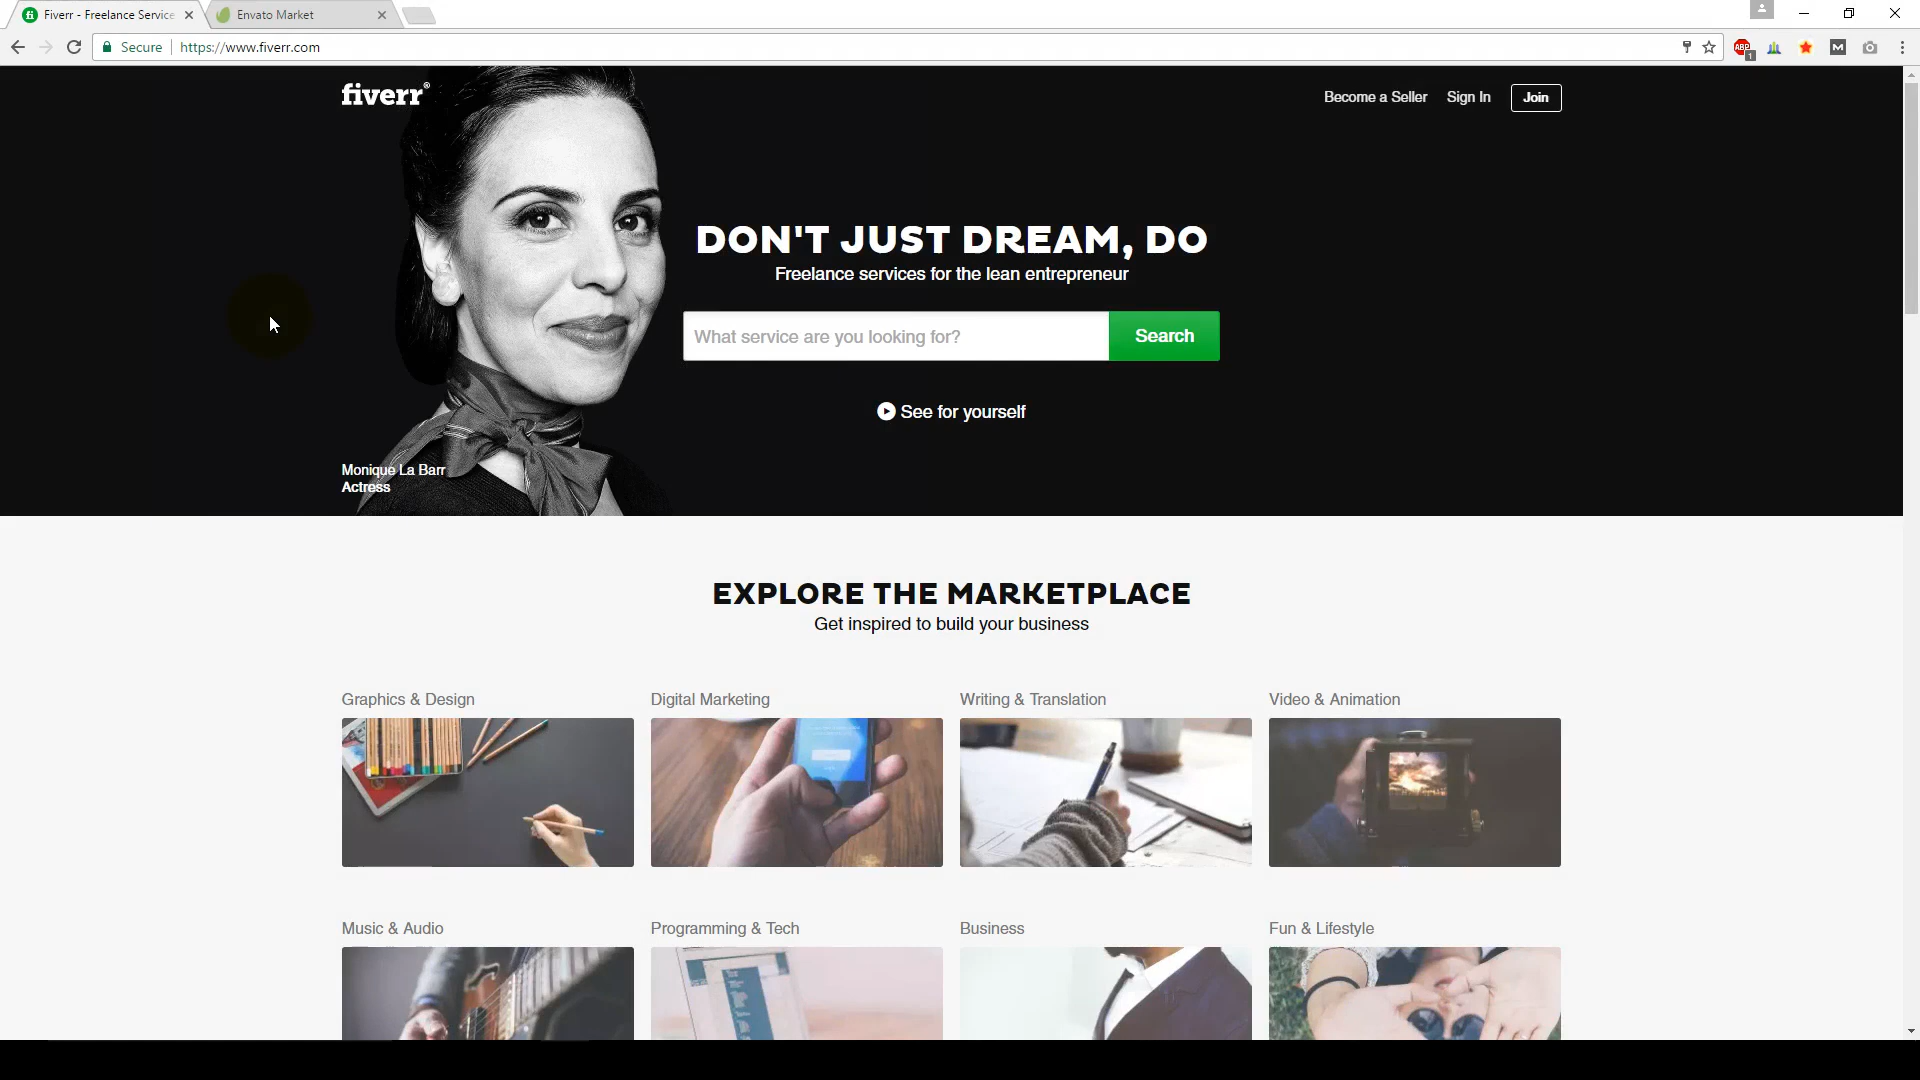 Fiverr - Freelance Service
Envato Market
Secure
https://www.fiverr.com
ABP
1
M
fiverr®
Become a Seller
Sign In
Join
DON'T JUST DREAM, DO
Freelance services for the lean entrepreneur
What service are you looking for?
Search
See for yourself
Monique La Barr
Actress
EXPLORE THE MARKETPLACE
Get inspired to build your business
Graphics & Design
Digital Marketing
Writing & Translation
Video & Animation
Music & Audio
Programming & Tech
Business
Fun & Lifestyle